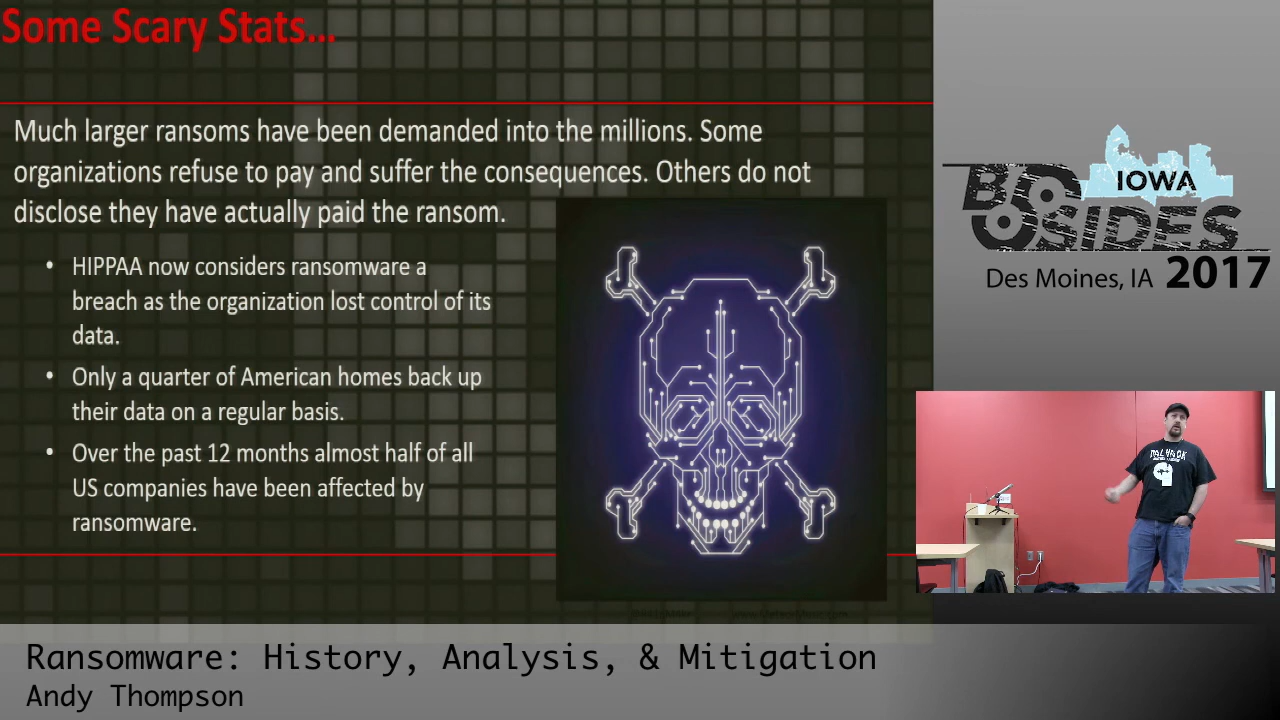 Some Scary Stats...
Much larger ransoms have been demanded into the millions. Some
organizations refuse to pay and suffer the consequences. Others do not
disclose they have actually paid the ransom.
• HIPPAA now considers ransomware a
breach as the organization lost control of its
data.
• Only a quarter of American homes back up
their data on a regular basis.
• Over the past 12 months almost half of all
US companies have been affected by
ransomware.
IOWA
BSIDES
Des Moines, IA 2017
Ransomware: History, Analysis, & Mitigation
Andy Thompson